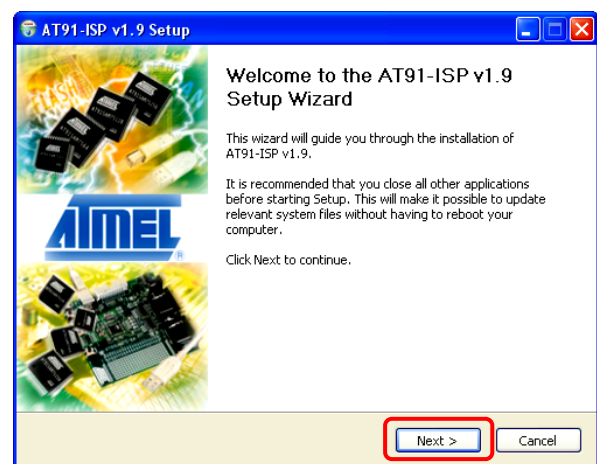 AT91-ISP v1.9 Setup
Welcome to the AT91-ISP v1.9
Setup Wizard
This wizard will guide you through the installation of
AT91-ISP v1.9.
It is recommended that you close all other applications
before starting Setup. This will make it possible to update
relevant system files without having to reboot your
computer.
Click Next to continue.
ATMEL
Next >
Cancel